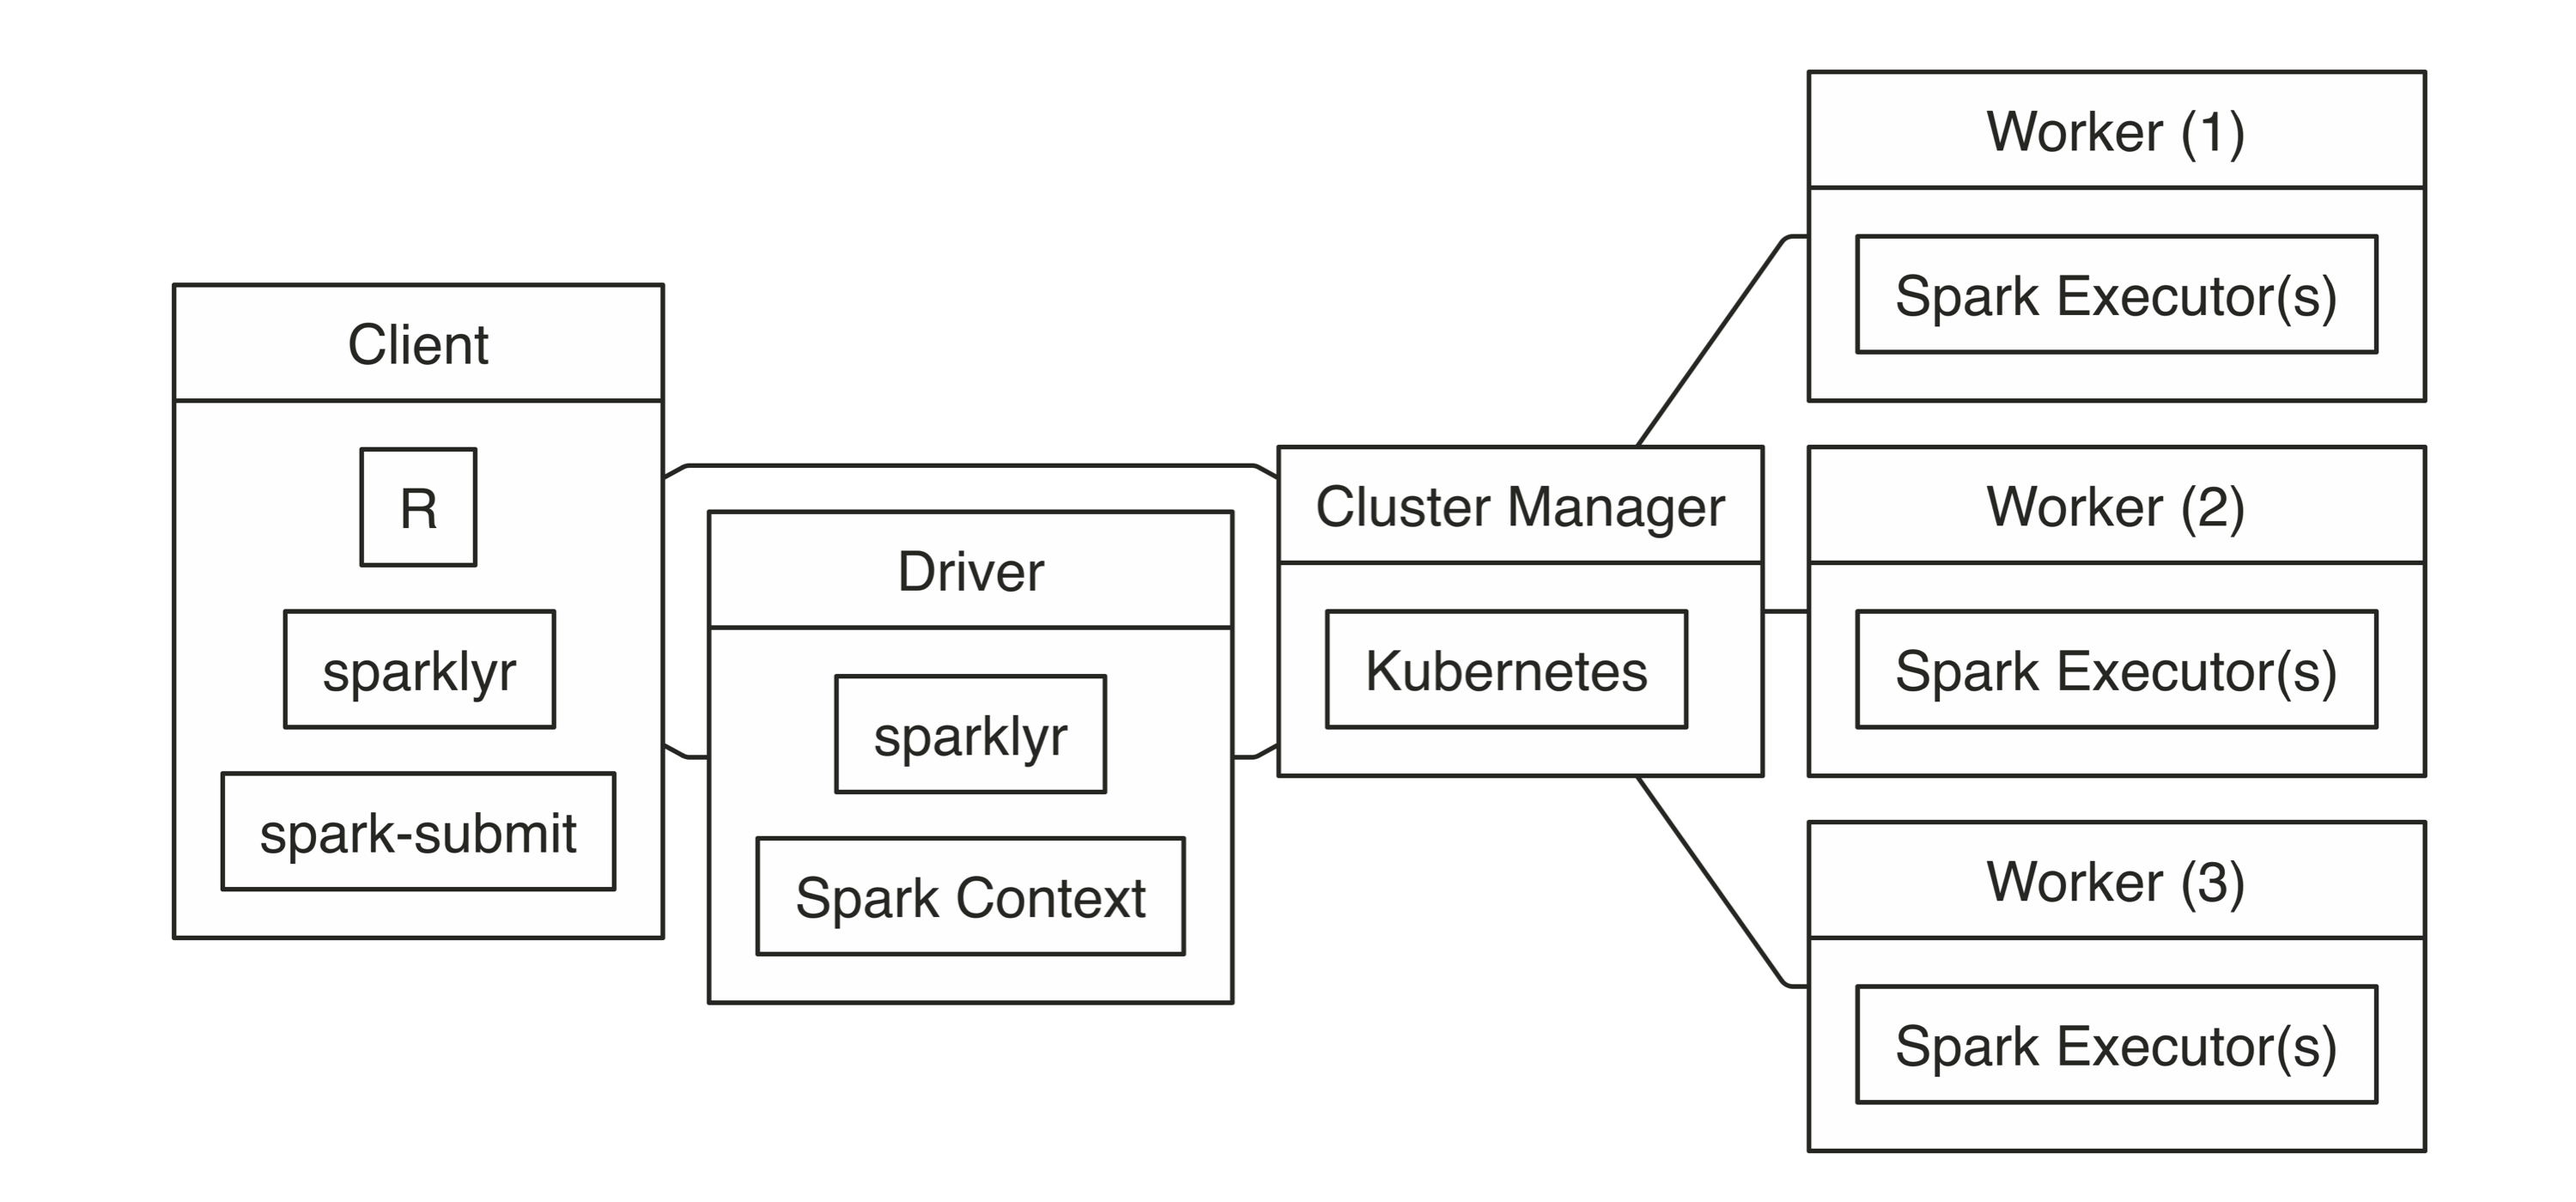 Client
R
sparklyr
spark-submit
Driver
sparklyr
Spark Context
Cluster Manager
Kubernetes
Worker (1)
Spark Executor(s)
Worker (2)
Spark Executor(s)
Worker (3)
Spark Executor(s)